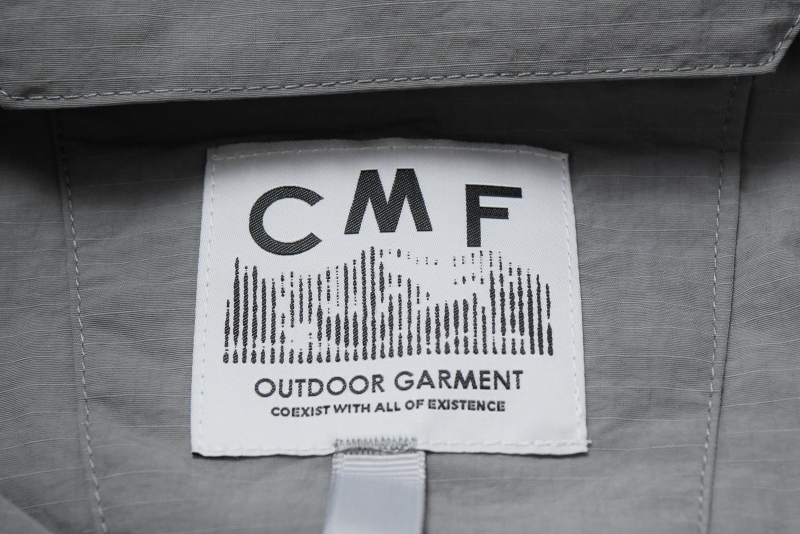 CMF
OUTDOOR GARMENT
COEXIST WITH ALL OF EXISTENCE